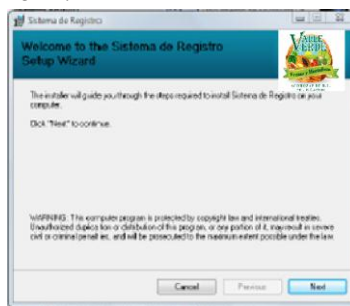 Sistema de Registro
Welcome to the Sistema de Registro
Setup Wizard
VALLE
VERDE
Frutas y Hortalizas
The installer will guide you through the steps required to install Sistema de Registro on your
computer.
Click "Next" to continue.
WARNING: This computer program is protected by copyright law and international treaties.
Unauthorized duplication or distribution of this program, or any portion of it, may result in severe
civil or criminal penalties, and will be prosecuted to the maximum extent possible under the law.
Cancel
Previous
Next